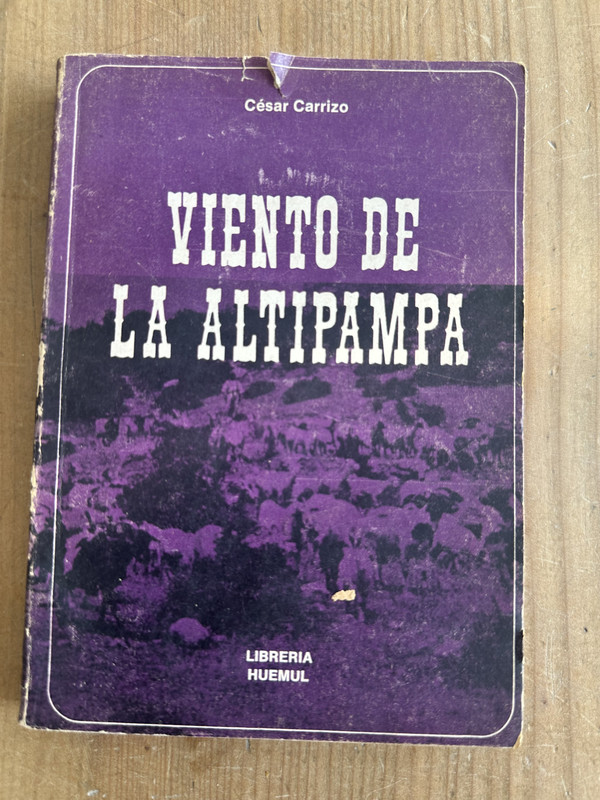 César Carrizo
VIENTO DE
LA ALTIPAMPA
LIBRERIA
HUEMUL